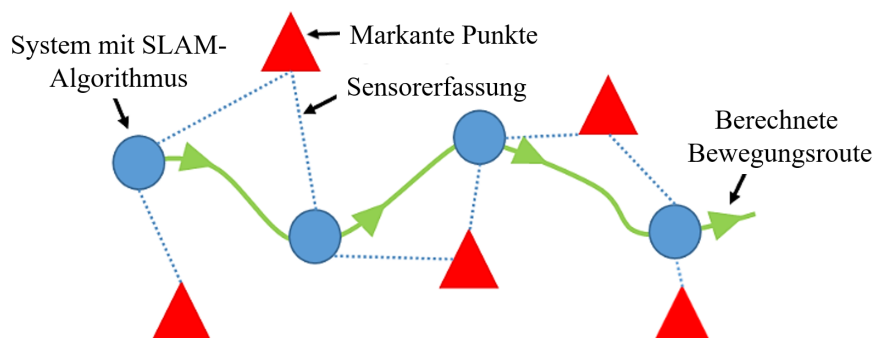 System mit SLAM-
Algorithmus
Markante Punkte
Sensorerfassung
Berechnete
Bewegungsroute